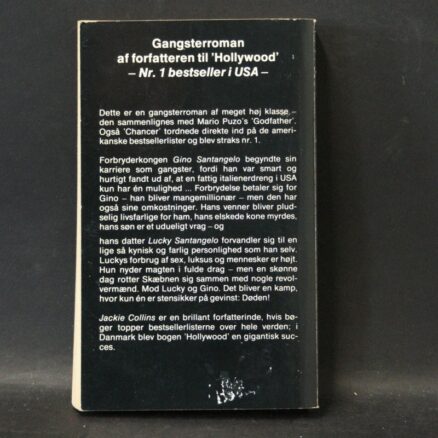 Gangsterroman
af forfatteren til 'Hollywood'
– Nr. 1 bestseller i USA –
Dette er en gangsterroman af meget høj klasse –
den sammenlignes med Mario Puzo's 'Godfather'.
Også 'Chancer' tordnede direkte ind på de ameri-
kanske bestsellerlister og blev straks nr. 1.
Forbryderkongen Gino Santangelo begyndte sin
karriere som gangster, fordi han var smart og
hurtigt fandt ud af, at en fattig italienerdreng i USA
kun har én mulighed ... Forbrydelse betaler sig for
Gino – han bliver mangemillionær – men den har
også sine omkostninger. Hans venner bliver plud-
selig livsfarlige for ham, hans elskede kone myrdes,
hans søn er et udueligt vrag – og
hans datter Lucky Santangelo forvandler sig til en
lige så kynisk og farlig personlighed som han selv.
Luckys forbrug af sex, luksus og mennesker er højt.
Hun nyder magten i fulde drag – men en skønne
dag rotter Skæbnen sig sammen med nogle revol-
vermænd. Mod Lucky og Gino. Det bliver en kamp,
hvor kun én er stensikker på gevinst: Døden!
Jackie Collins er en brillant forfatterinde, hvis bø-
ger topper bestsellerlisterne over hele verden; i
Danmark blev bogen 'Hollywood' en gigantisk suc-
ces.